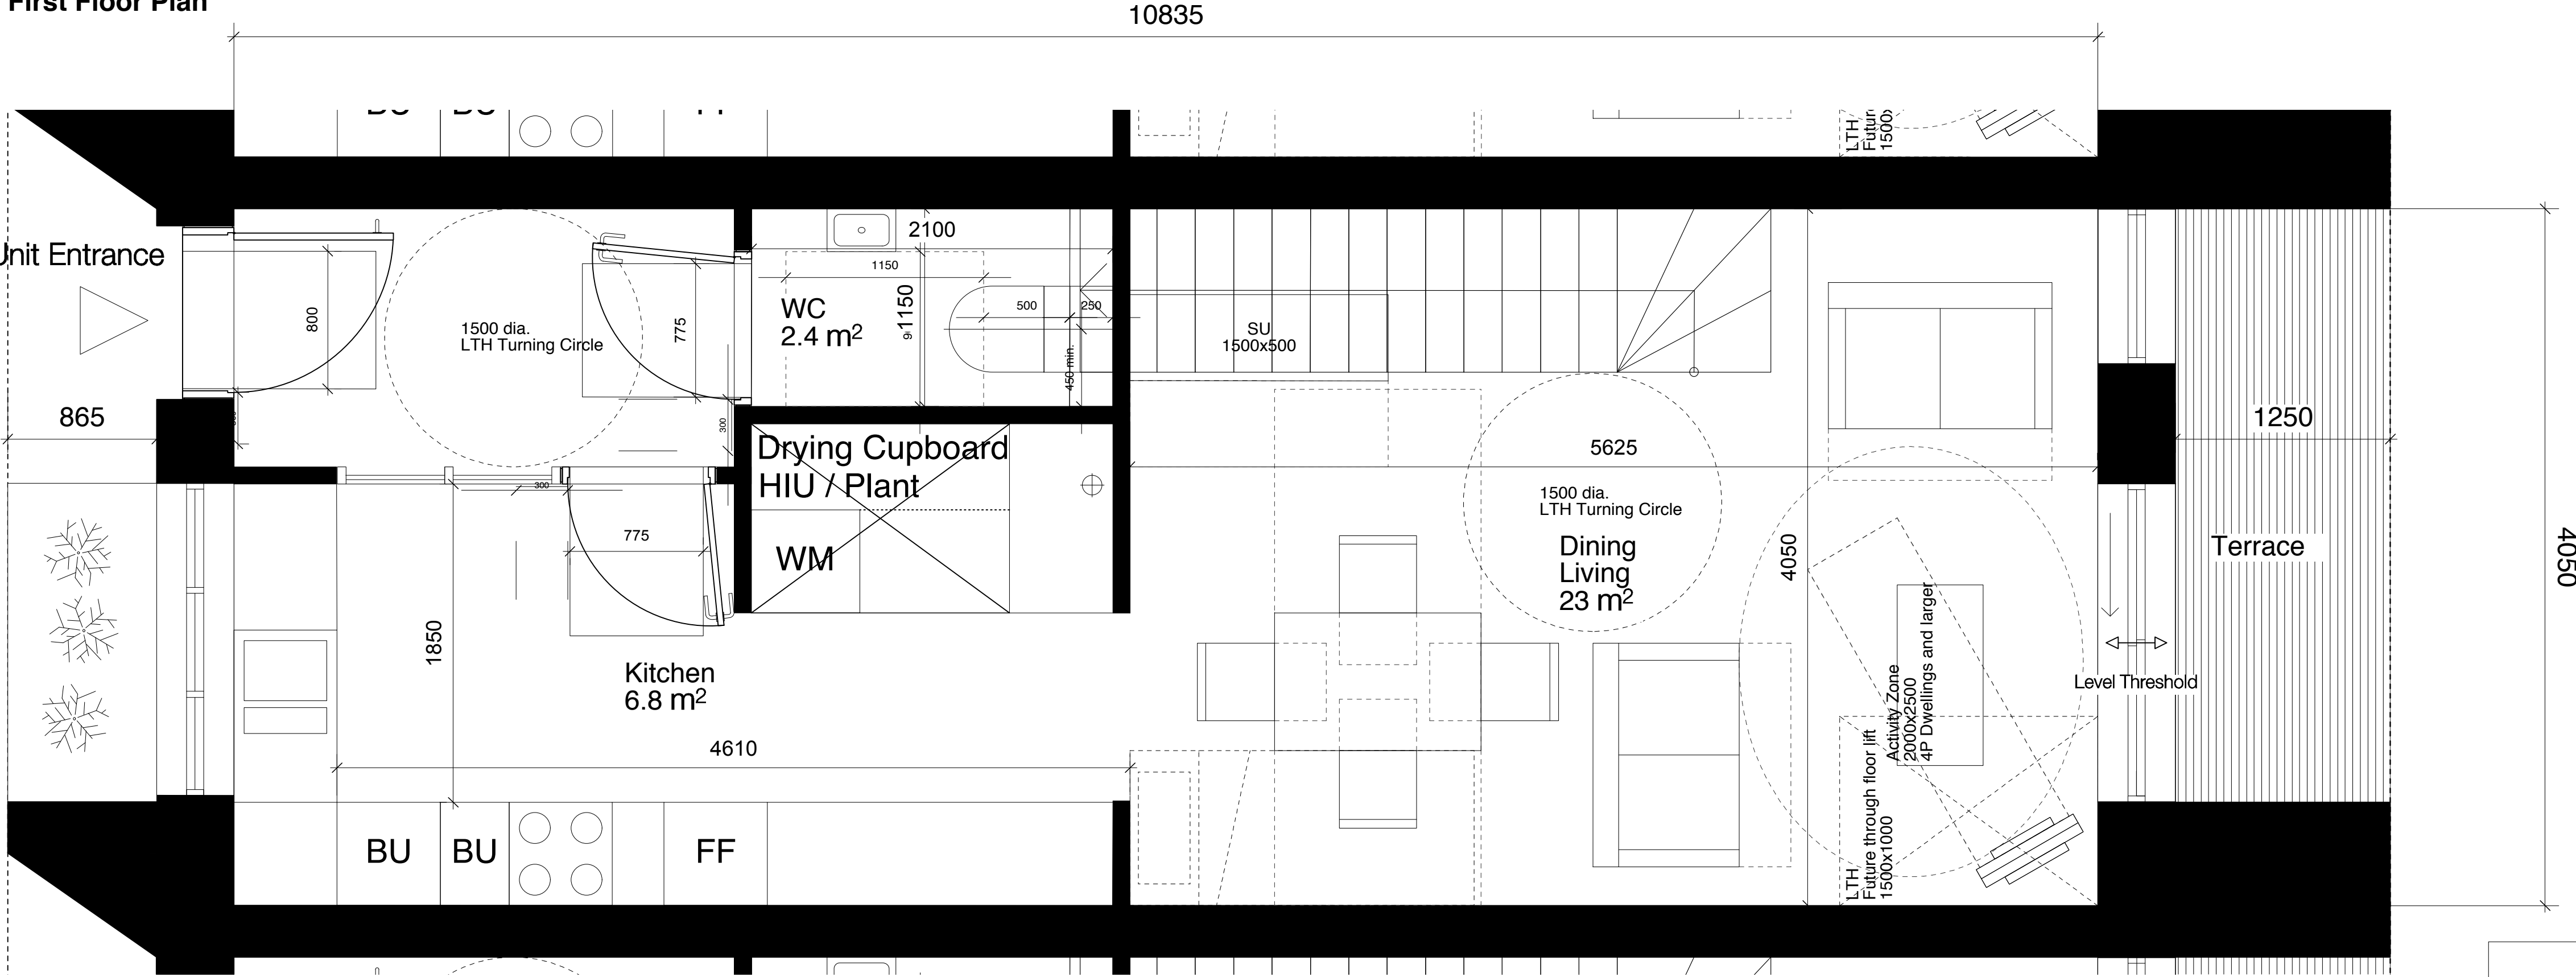 First Floor Plan
10835
LTH
1500x
Unit Entrance
865
800
1500 dia.
LTH Turning Circle
775
300
300
775
2100
1150
WC
2.4 m2
1150
500
250
450 min.
SU
1500x500
Drying Cupboard
HIU / Plant
WM
1850
Kitchen
6.8 m2
4610
BU
BU
FF
5625
1500 dia.
LTH Turning Circle
Dining
Living
23 m2
4050
Activity Zone
2000x2500
4P Dwellings and larger
LTH
Future through floor lift
1500x1000
Level Threshold
1250
Terrace
4050